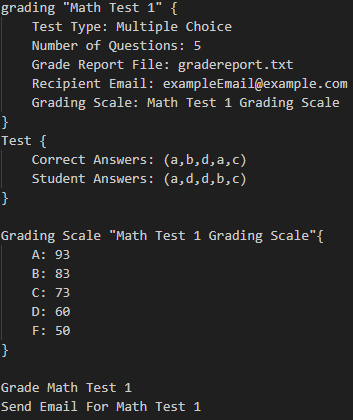 grading "Math Test 1" {
    Test Type: Multiple Choice
    Number of Questions: 5
    Grade Report File: gradereport.txt
    Recipient Email: exampleEmail@example.com
    Grading Scale: Math Test 1 Grading Scale
}
Test {
    Correct Answers: (a,b,d,a,c)
    Student Answers: (a,d,d,b,c)
}

Grading Scale "Math Test 1 Grading Scale"{
    A: 93
    B: 83
    C: 73
    D: 60
    F: 50
}

Grade Math Test 1
Send Email For Math Test 1